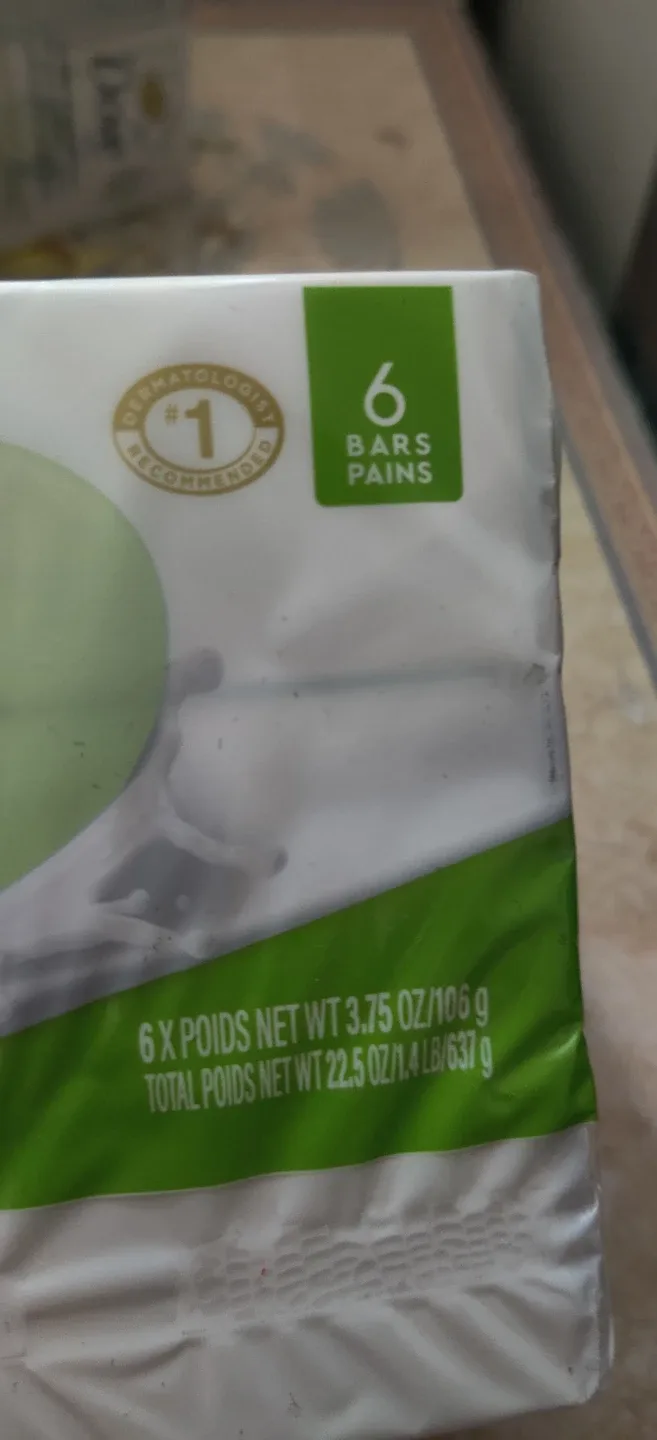 Dove
DERMATOLOGIST
#1
RECOMMENDED
6
BARS
PAINS
6 X POIDS NET WT 3.75 OZ/106 g
TOTAL POIDS NET WT 22.5 OZ/1.4 LB/637 g